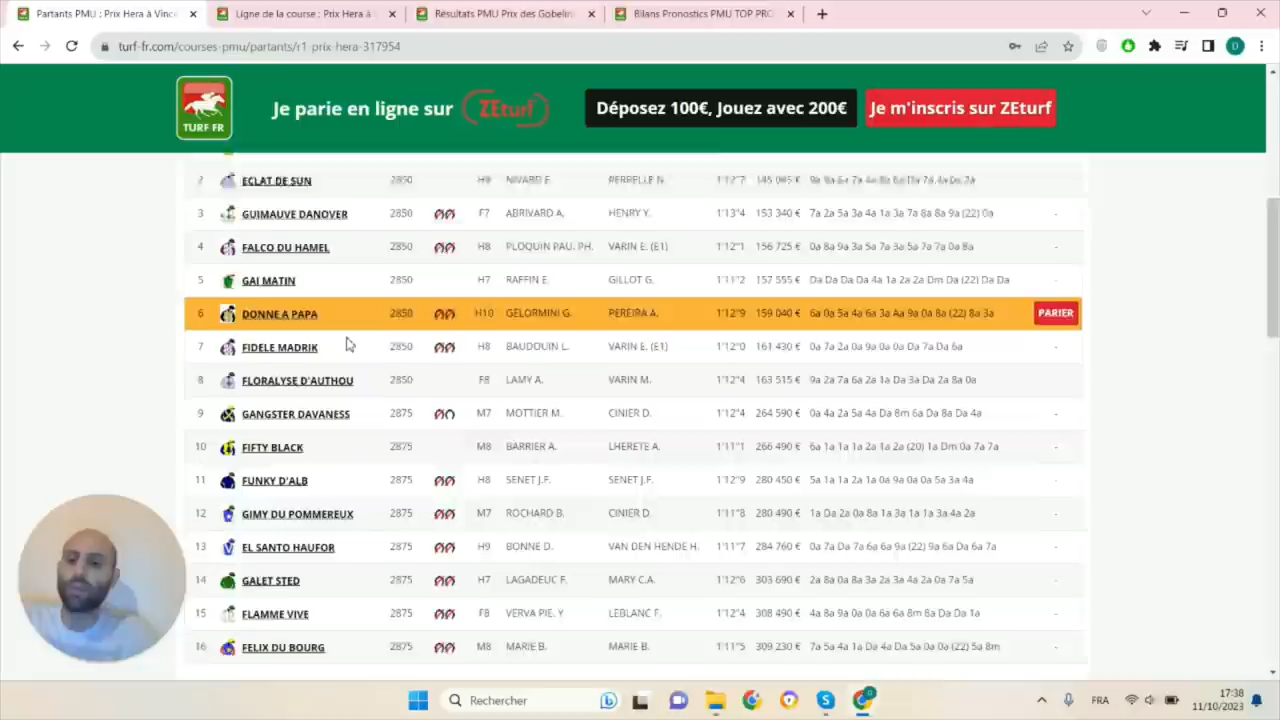 Partants PMU : Prix Hera à Vince
Ligne de la course : Prix Hera à
Résultats PMU Prix des Gobelin
Bilans Pronostics PMU TOP PRO
turf-fr.com/courses-pmu/partants/r1-prix-hera-317954
D
TURF FR
Je parie en ligne sur ZEturf
Déposez 100€, Jouez avec 200€
Je m'inscris sur ZEturf
2 ECLAT DE SUN 2850 H9 NIVARD F. PERRELLE N. 1'12"7 145 085 €
3 GUIMAUVE DANOVER 2850 F7 ABRIVARD A. HENRY Y. 1'13"4 153 340 € 7a 2a 5a 3a 4a 1a 3a 7a 8a 8a 9a (22) 0a -
4 FALCO DU HAMEL 2850 H8 PLOQUIN PAU. PH. VARIN E. (E1) 1'12"1 156 725 € 0a 8a 9a 3a 5a 7a 3a 5a 7a 7a 0a 8a -
5 GAI MATIN 2850 H7 RAFFIN E. GILLOT G. 1'11"2 157 555 € Da Da Da Da 4a 1a 2a 2a Dm Da (22) Da Da -
6 DONNE A PAPA 2850 H10 GELORMINI G. PEREIRA A. 1'12"9 159 040 € 6a 0a 5a 4a 6a 3a Aa 9a 0a 8a (22) 8a 3a PARIER
7 FIDELE MADRIK 2850 H8 BAUDOUIN L. VARIN E. (E1) 1'12"0 161 430 € 0a 7a 2a 0a 9a 0a 0a Da 7a Da 6a -
8 FLORALYSE D'AUTHOU 2850 F8 LAMY A. VARIN M. 1'12"4 163 515 € 9a 2a 7a 6a 2a 1a Da 3a Da 2a 8a 0a -
9 GANGSTER DAVANESS 2875 M7 MOTTIER M. CINIER D. 1'12"4 264 590 € 0a 4a 2a 5a 4a Da 8m 6a Da 8a Da 4a -
10 FIFTY BLACK 2875 M8 BARRIER A. LHERETE A. 1'11"1 266 490 € 6a 1a 1a 1a 2a 1a 2a (20) 1a Dm 0a 7a 7a -
11 FUNKY D'ALB 2875 H8 SENET J.F. SENET J.F. 1'12"9 280 450 € 5a 1a 1a 2a 1a 0a 9a 0a 0a 5a 3a 4a -
12 GIMY DU POMMEREUX 2875 M7 ROCHARD B. CINIER D. 1'11"8 280 490 € 1a Da 2a 0a 8a 1a 3a 1a 1a 3a 4a 2a -
13 EL SANTO HAUFOR 2875 H9 BONNE D. VAN DEN HENDE H. 1'11"7 284 760 € 0a 7a Da 7a 6a 6a 9a (22) 9a 6a Da 6a 7a -
14 GALET STED 2875 H7 LAGADEUC F. MARY C.A. 1'12"6 303 690 € 2a 8a 0a 8a 3a 2a 3a 4a 2a 0a 7a 5a -
15 FLAMME VIVE 2875 F8 VERVA PIE. Y LEBLANC F. 1'12"4 308 490 € 4a 8a 9a 0a 0a 6a 6a 8m 8a Da Da 1a -
16 FELIX DU BOURG 2875 M8 MARIE B. MARIE B. 1'11"5 309 230 € 7a 5a 4a 1a Da 4a Da 5a 0a 0a (22) 5a 8m -
Rechercher
FRA
17:38
11/10/2023